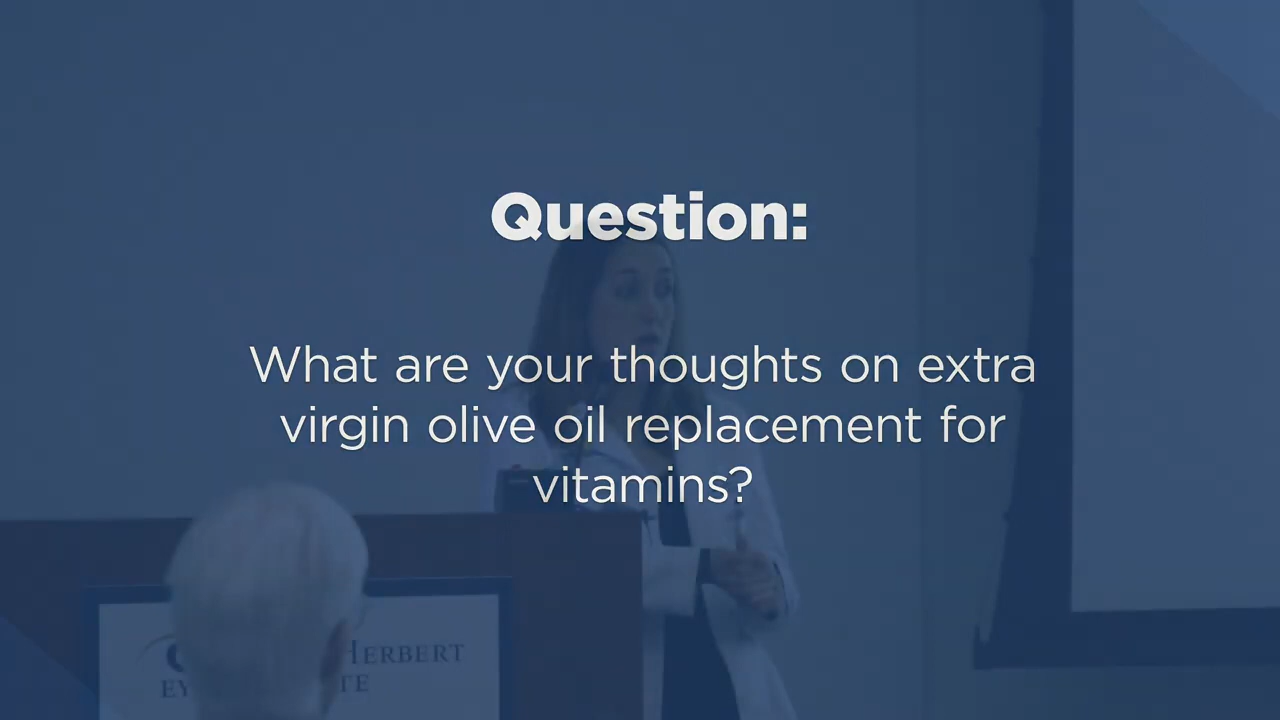 Question:
What are your thoughts on extra
virgin olive oil replacement for
vitamins?
HERBERT
EY TE